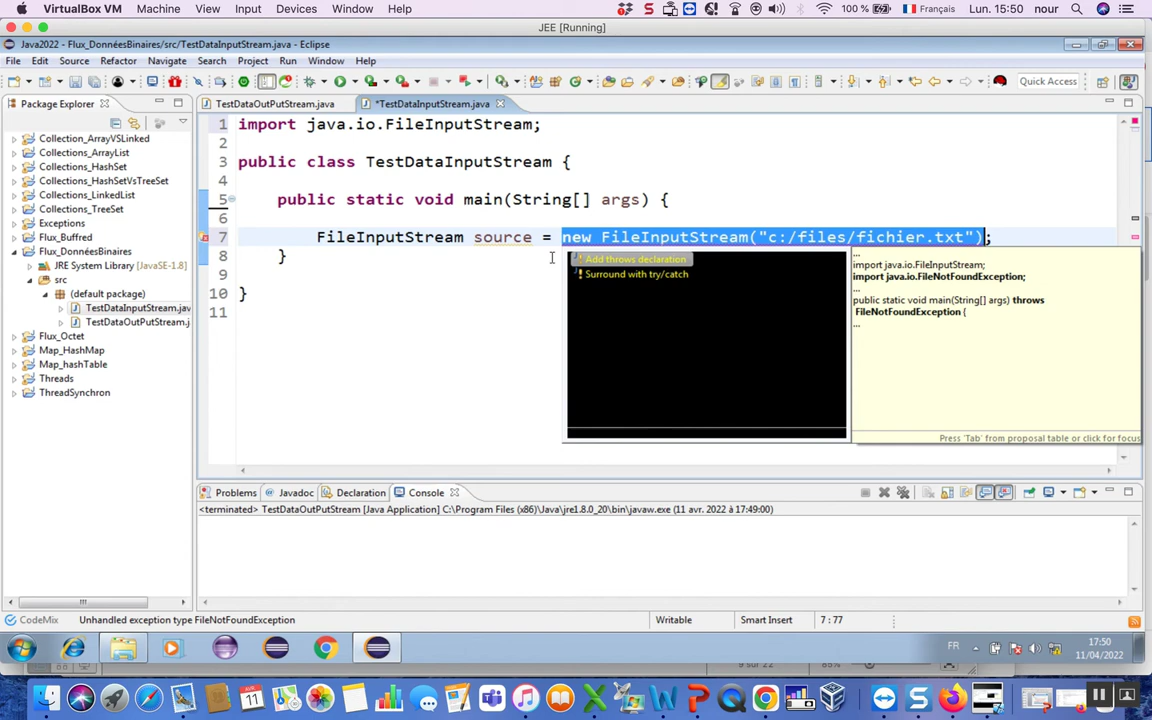 VirtualBox VM Machine View Input Devices Window Help 100 % Français Lun. 15:50 nour
JEE [Running]
Java2022 - Flux_DonnéesBinaires/src/TestDataInputStream.java - Eclipse
File Edit Source Refactor Navigate Search Project Run Window Help
Quick Access
Package Explorer
TestDataOutPutStream.java
*TestDataInputStream.java
Collection_ArrayVSLinked
Collections_ArrayList
Collections_HashSet
Collections_HashSetVsTreeSet
Collections_LinkedList
Collections_TreeSet
Exceptions
Flux_Buffred
Flux_DonnéesBinaires
JRE System Library [JavaSE-1.8]
src
(default package)
TestDataInputStream.jav
TestDataOutPutStream.j
Flux_Octet
Map_HashMap
Map_hashTable
Threads
ThreadSynchron
1 import java.io.FileInputStream;
2
3 public class TestDataInputStream {
4
5 public static void main(String[] args) {
6
7 FileInputStream source = new FileInputStream("c:/files/fichier.txt");
8 }
9
10 }
11
Add throws declaration
Surround with try/catch
...
import java.io.FileInputStream;
import java.io.FileNotFoundException;
...
public static void main(String[] args) throws
FileNotFoundException {
...
Press 'Tab' from proposal table or click for focus
Problems Javadoc Declaration Console
<terminated> TestDataOutPutStream [Java Application] C:\Program Files (x86)\Java\jre1.8.0_20\bin\javaw.exe (11 avr. 2022 à 17:49:00)
CodeMix Unhandled exception type FileNotFoundException Writable Smart Insert 7 : 77
FR 17:50
11/04/2022
9 sur 22 85%
AVR.
11